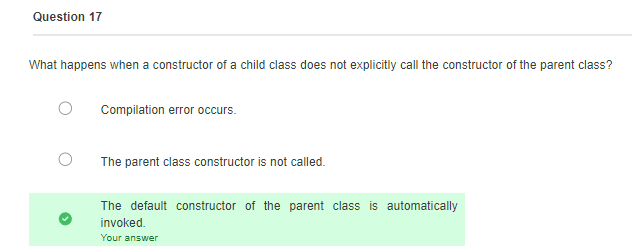 Question 17
What happens when a constructor of a child class does not explicitly call the constructor of the parent class?
Compilation error occurs.
The parent class constructor is not called.
The default constructor of the parent class is automatically
invoked.
Your answer